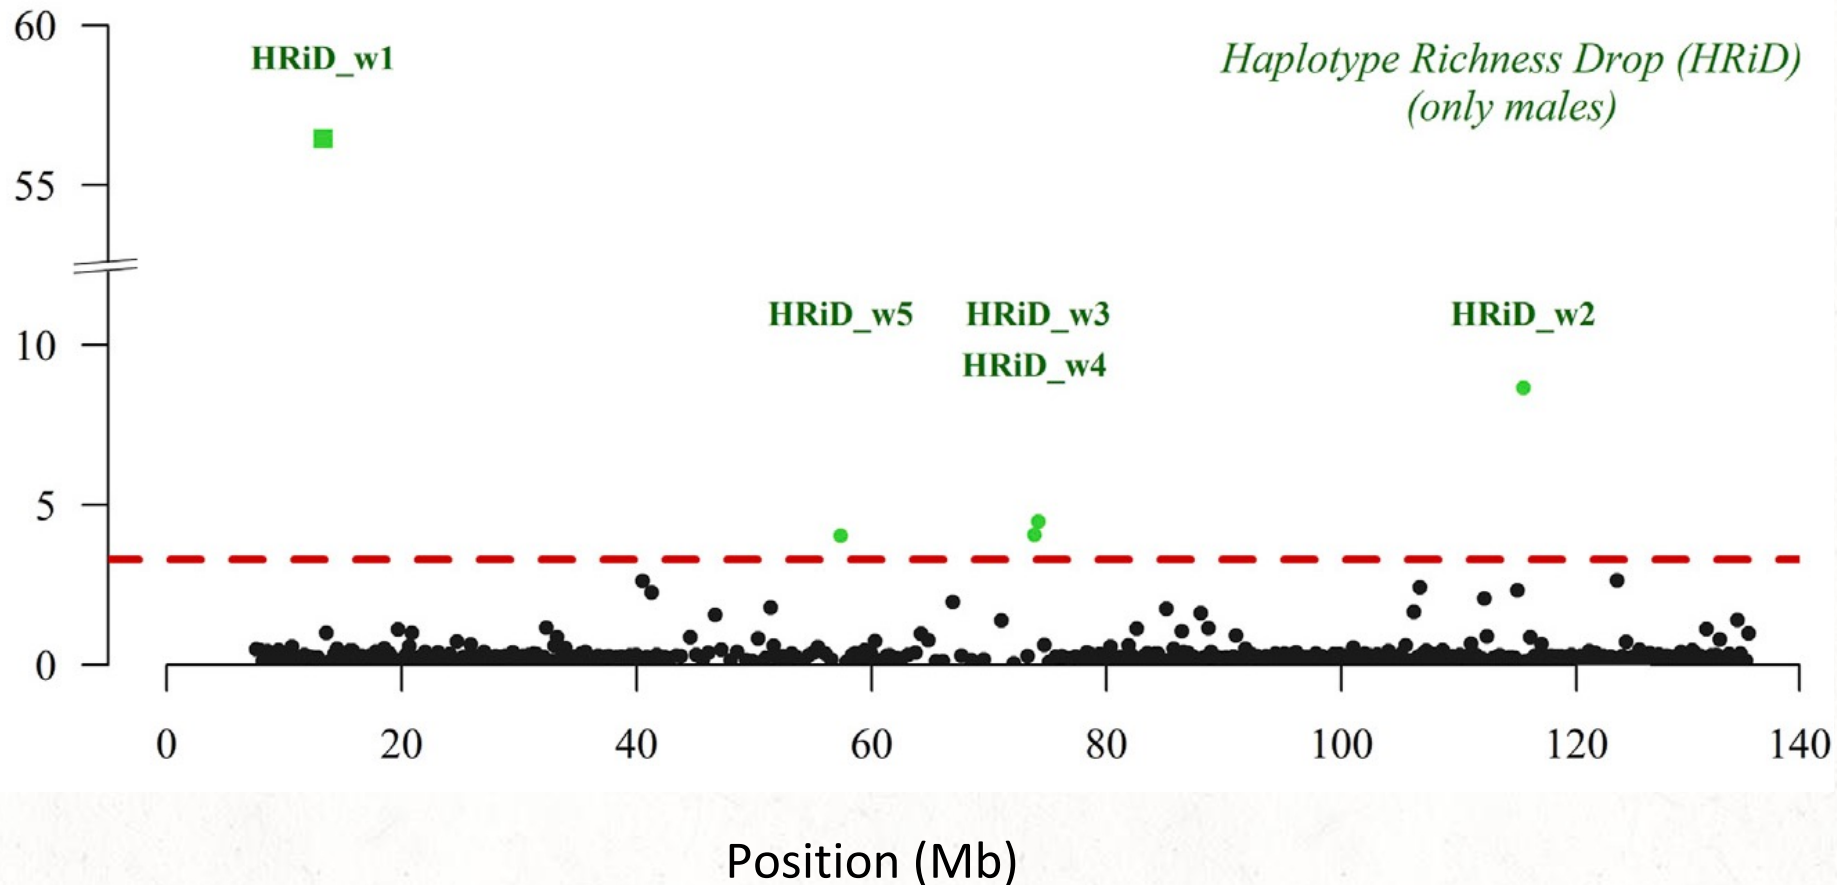 60
HRiD_w1
Haplotype Richness Drop (HRiD)
(only males)
55
HRiD_w5 HRiD_w3 HRiD_w2
10
HRiD_w4
5
0
0 20 40 60 80 100 120 140
Position (Mb)